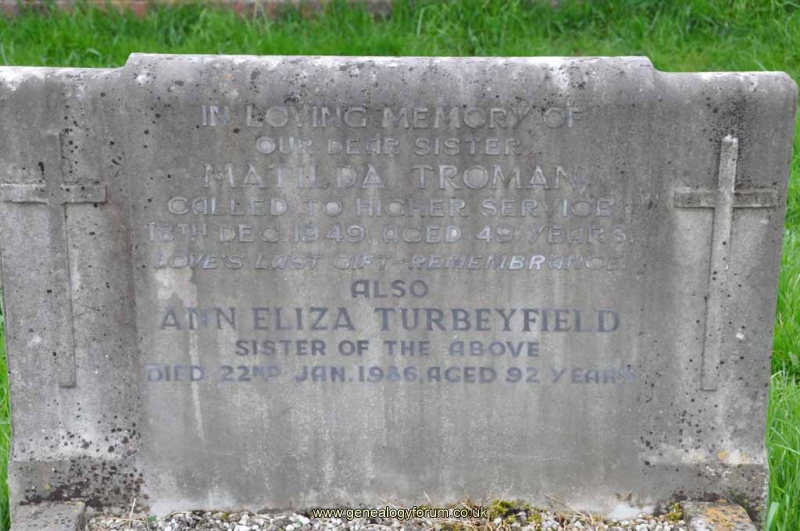 IN LOVING MEMORY OF
OUR DEAR SISTER
MATILDA TROMAN,
CALLED TO HIGHER SERVICE
13TH DEC. 1949, AGED 49 YEARS.
LOVE'S LAST GIFT - REMEMBRANCE.
ALSO
ANN ELIZA TURBEYFIELD
SISTER OF THE ABOVE
DIED 22ND JAN. 1986, AGED 92 YEARS
www.genealogyforum.co.uk